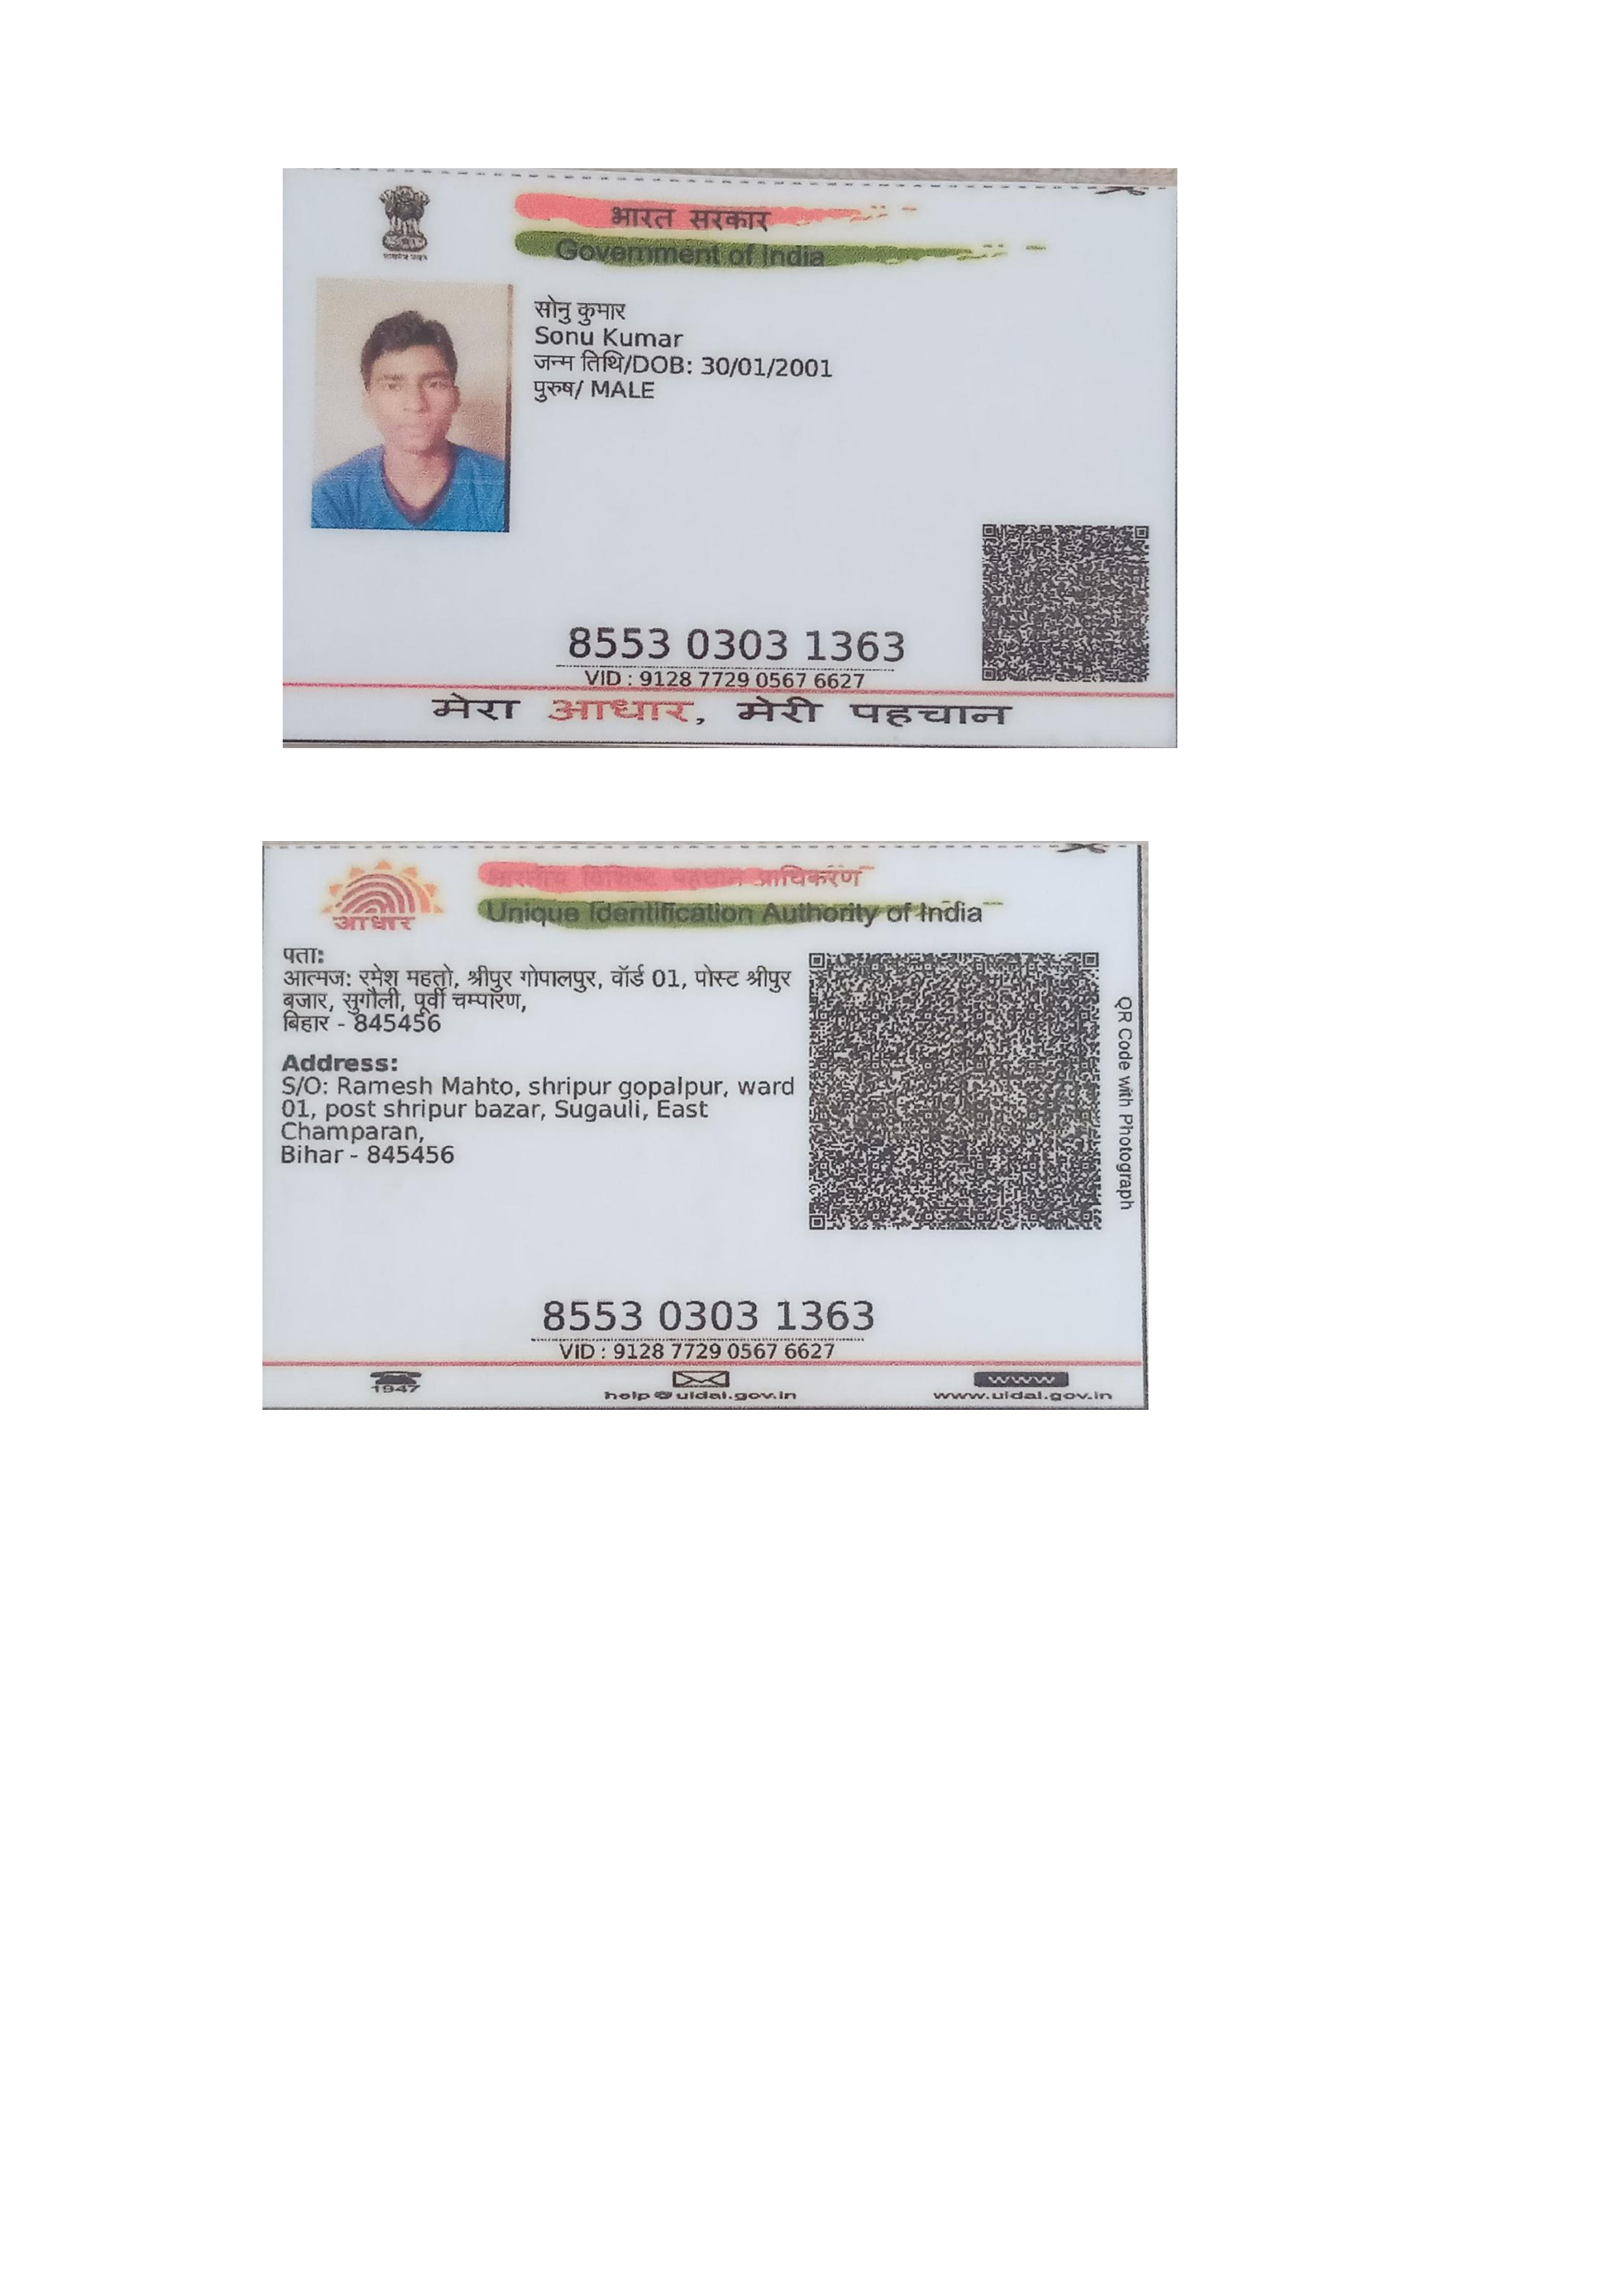 भारत सरकार
Government of India
सोनु कुमार
Sonu Kumar
जन्म तिथि/DOB: 30/01/2001
पुरुष/ MALE
8553 0303 1363
VID : 9128 7729 0567 6627
मेरा आधार, मेरी पहचान
भारतीय विशिष्ट पहचान प्राधिकरण
Unique Identification Authority of India
आधार
पता:
आत्मज: रमेश महतो, श्रीपुर गोपालपुर, वॉर्ड 01, पोस्ट श्रीपुर
बजार, सुगौली, पूर्वी चम्पारण,
बिहार - 845456
Address:
S/O: Ramesh Mahto, shripur gopalpur, ward
01, post shripur bazar, Sugauli, East
Champaran,
Bihar - 845456
QR Code with Photograph
8553 0303 1363
VID : 9128 7729 0567 6627
1947
help@uidai.gov.in
www
www.uidai.gov.in